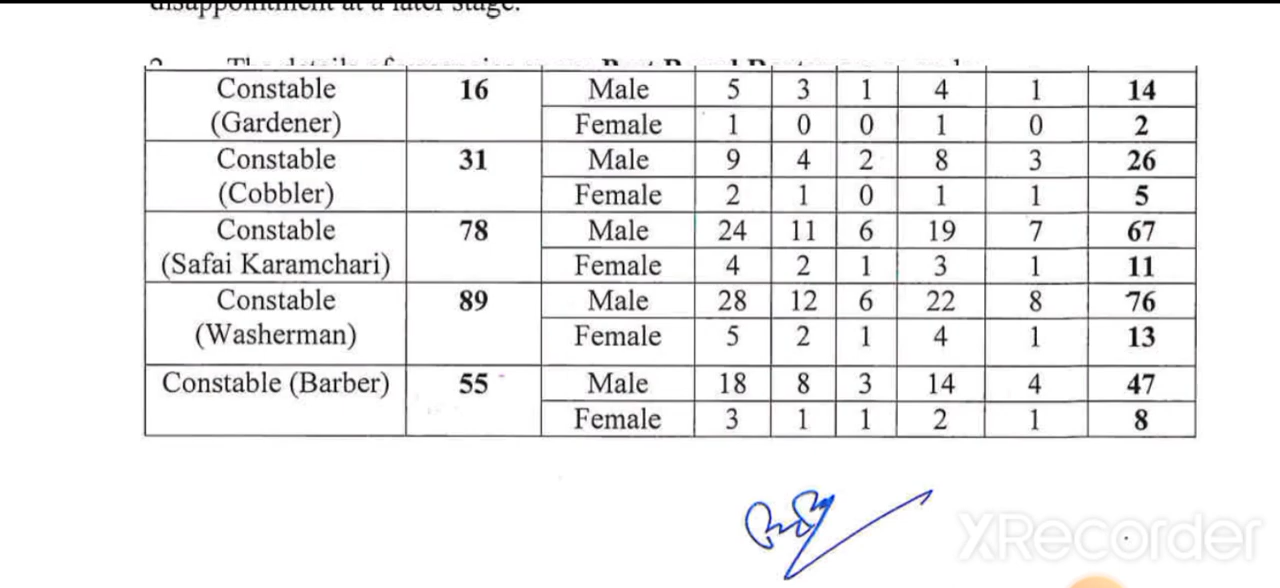 disappointment at a later stage.
Constable (Gardener) 16 Male 5 3 1 4 1 14
Female 1 0 0 1 0 2
Constable (Cobbler) 31 Male 9 4 2 8 3 26
Female 2 1 0 1 1 5
Constable (Safai Karamchari) 78 Male 24 11 6 19 7 67
Female 4 2 1 3 1 11
Constable (Washerman) 89 Male 28 12 6 22 8 76
Female 5 2 1 4 1 13
Constable (Barber) 55 Male 18 8 3 14 4 47
Female 3 1 1 2 1 8
XRecorder